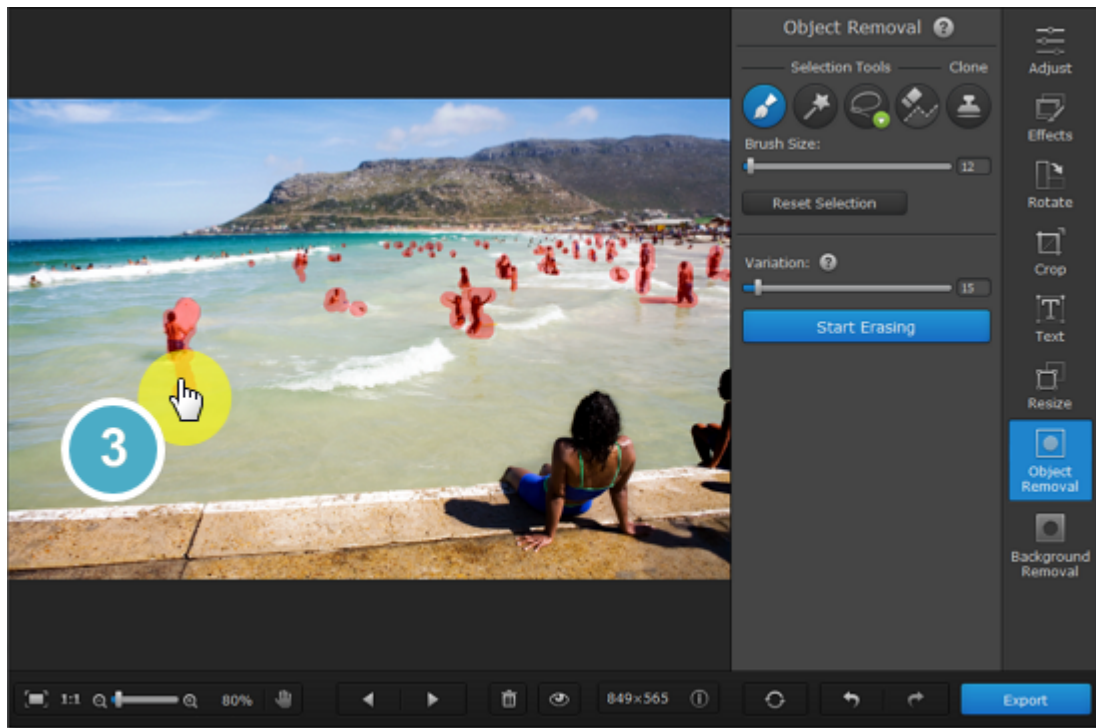 Object Removal ?
Selection Tools Clone
Brush Size:
12
Reset Selection
Variation: ?
15
Start Erasing
Adjust
Effects
Rotate
Crop
T
Text
Resize
Object
Removal
Background
Removal
3
1:1 80% 849×565 Export